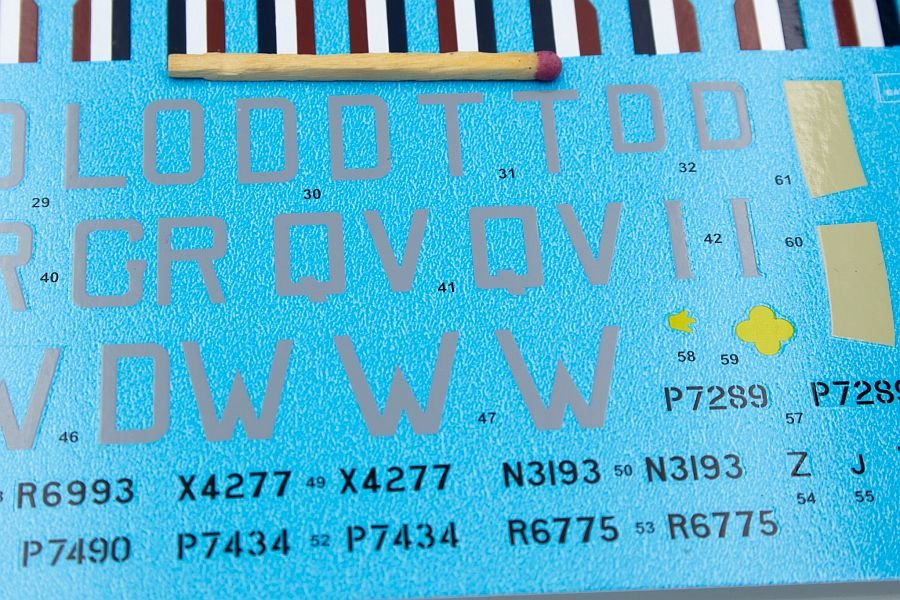 L O D D T T D D
29 30 31 32 61
R G R Q V Q V I I
40 41 42 60
58 59
V D W W W
46 47
P7289 P7289
57
R6993 X4277 49 X4277 N3193 50 N3193 Z J
54 55
P7490 P7434 52 P7434 R6775 53 R6775